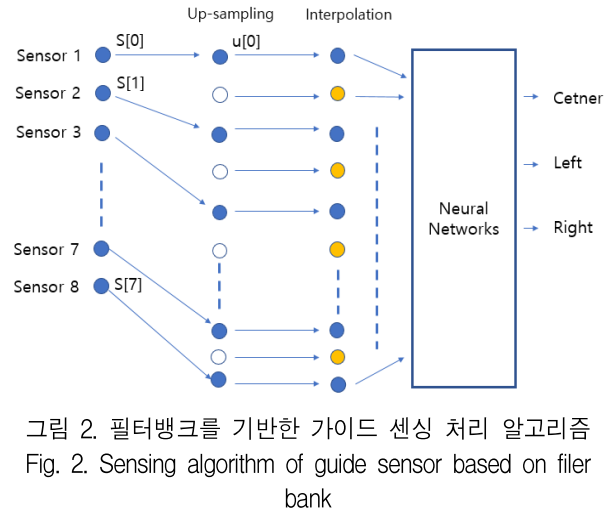 Up-sampling
Interpolation
Sensor 1
S[0]
u[0]
Sensor 2
S[1]
Sensor 3
Sensor 7
Sensor 8
S[7]
Neural
Networks
Cetner
Left
Right
그림 2. 필터뱅크를 기반한 가이드 센싱 처리 알고리즘
Fig. 2. Sensing algorithm of guide sensor based on filer
bank